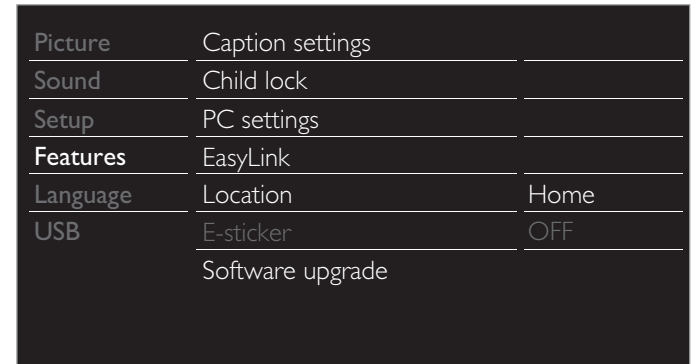 Picture Caption settings
Sound Child lock
Setup PC settings
Features EasyLink
Language Location Home
USB E-sticker OFF
Software upgrade